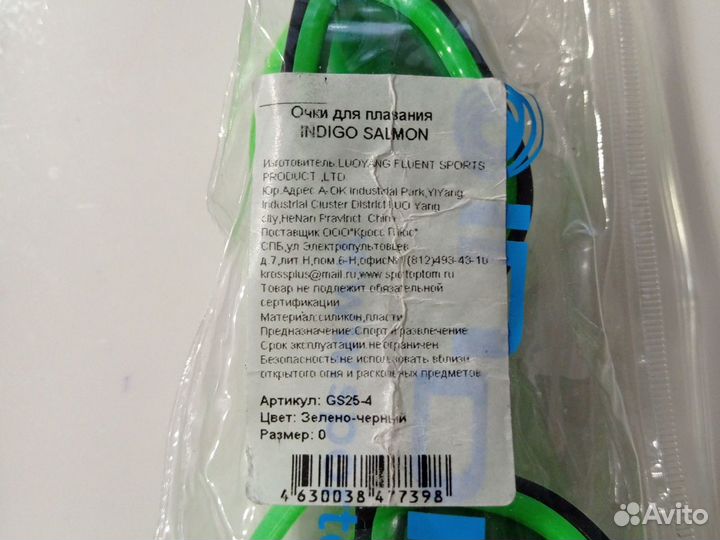 Очки для плавания
INDIGO SALMON
Изготовитель:LUOYANG FLUENT SPORTS
PRODUCT ,LTD
Юр.Адрес A-OK Industrial Park,YiYang
Industrial Cluster District LUO Yang
city,HeNan Pravinct China
Поставщик ООО"Кросс Плюс"
СПБ,ул Электропультовцев
д.7,лит Н,пом.6-Н,офис№1(812)493-43-10
krossplus@mail.ru,www.sportoptom.ru
Товар не подлежит обязательной
сертификации
Материал:силикон,пласти
Предназначение:Спорт и развлечение
Срок эксплуатации:не ограничен
Безопасность:не использовать вблизи
открытого огня и раскольных предметов
Артикул: GS25-4
Цвет: Зелено-черный
Размер: 0
4 630038 477398
Avito